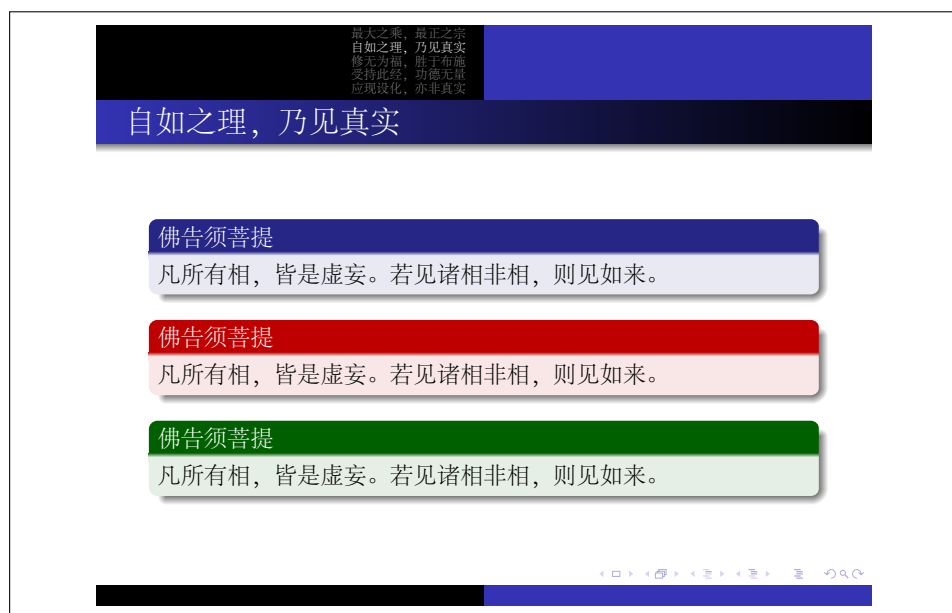 最大之乘，最正之宗
自如之理，乃见真实
修无为福，胜于布施
受持此经，功德无量
应现设化，亦非真实
自如之理，乃见真实
佛告须菩提
凡所有相，皆是虚妄。若见诸相非相，则见如来。
佛告须菩提
凡所有相，皆是虚妄。若见诸相非相，则见如来。
佛告须菩提
凡所有相，皆是虚妄。若见诸相非相，则见如来。